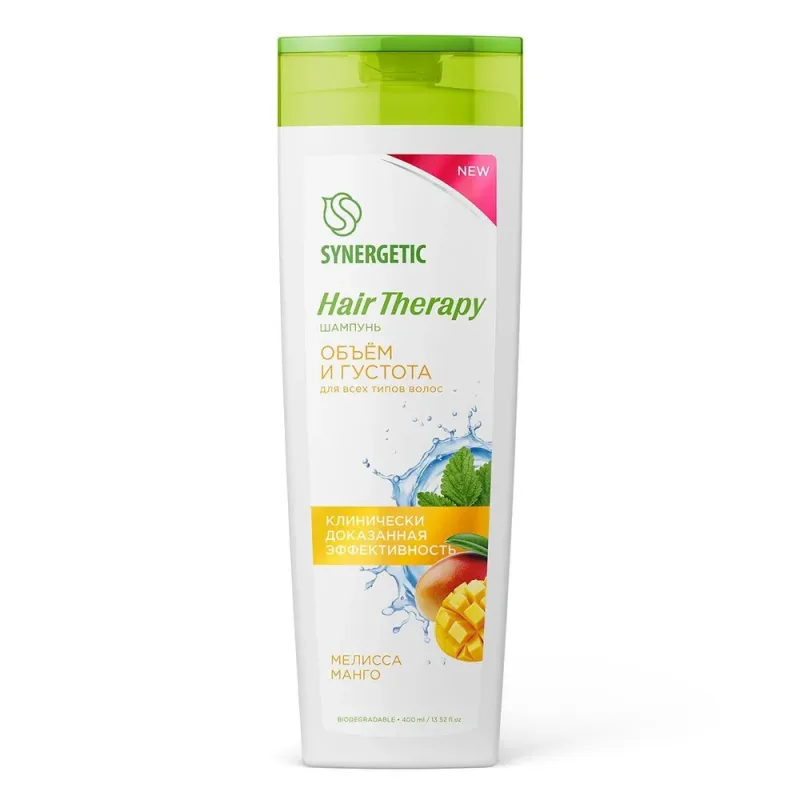 NEW
SYNERGETIC
Hair Therapy
ШАМПУНЬ
ОБЪЁМ
И ГУСТОТА
для всех типов волос
КЛИНИЧЕСКИ
ДОКАЗАННАЯ
ЭФФЕКТИВНОСТЬ
МЕЛИССА
МАНГО
BIODEGRADABLE • 400 ml / 13.52 fl oz